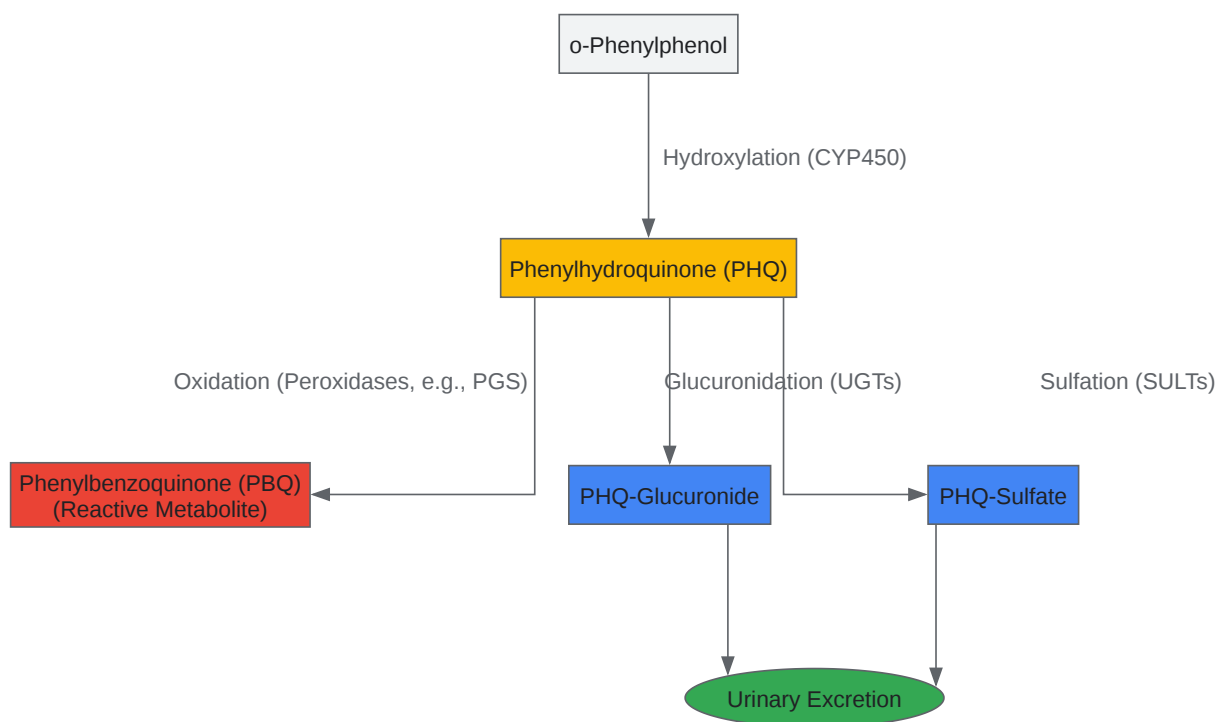 o-Phenylphenol
Hydroxylation (CYP450)
Phenylhydroquinone (PHQ)
Oxidation (Peroxidases, e.g., PGS)
Glucuronidation (UGTs)
Sulfation (SULTs)
Phenylbenzoquinone (PBQ)
(Reactive Metabolite)
PHQ-Glucuronide
PHQ-Sulfate
Urinary Excretion